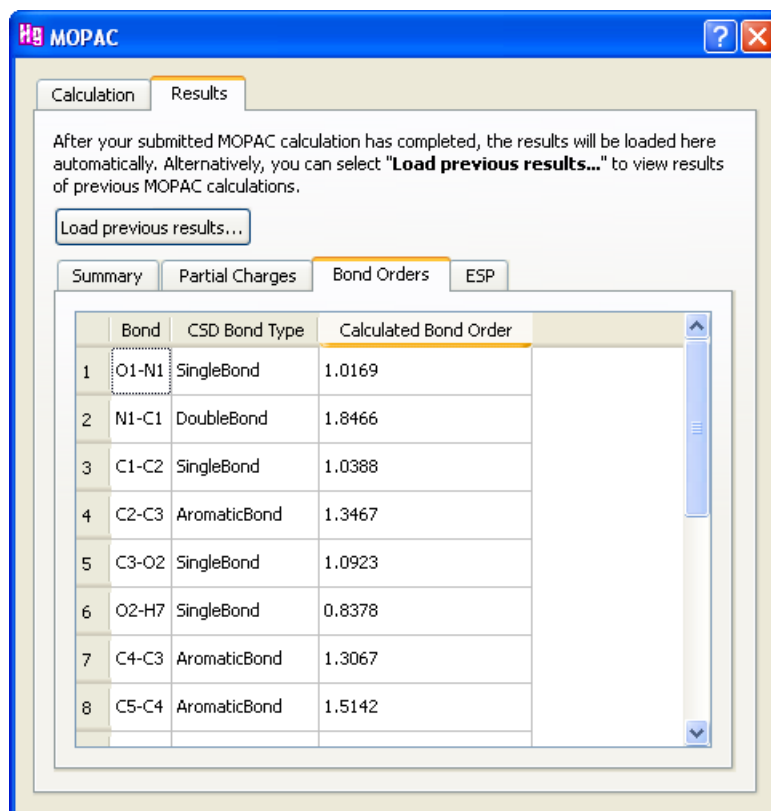 Hg MOPAC ?
Calculation Results
After your submitted MOPAC calculation has completed, the results will be loaded here
automatically. Alternatively, you can select "Load previous results..." to view results
of previous MOPAC calculations.
Load previous results...
Summary Partial Charges Bond Orders ESP
Bond CSD Bond Type Calculated Bond Order
1 O1-N1 SingleBond 1.0169
2 N1-C1 DoubleBond 1.8466
3 C1-C2 SingleBond 1.0388
4 C2-C3 AromaticBond 1.3467
5 C3-O2 SingleBond 1.0923
6 O2-H7 SingleBond 0.8378
7 C4-C3 AromaticBond 1.3067
8 C5-C4 AromaticBond 1.5142